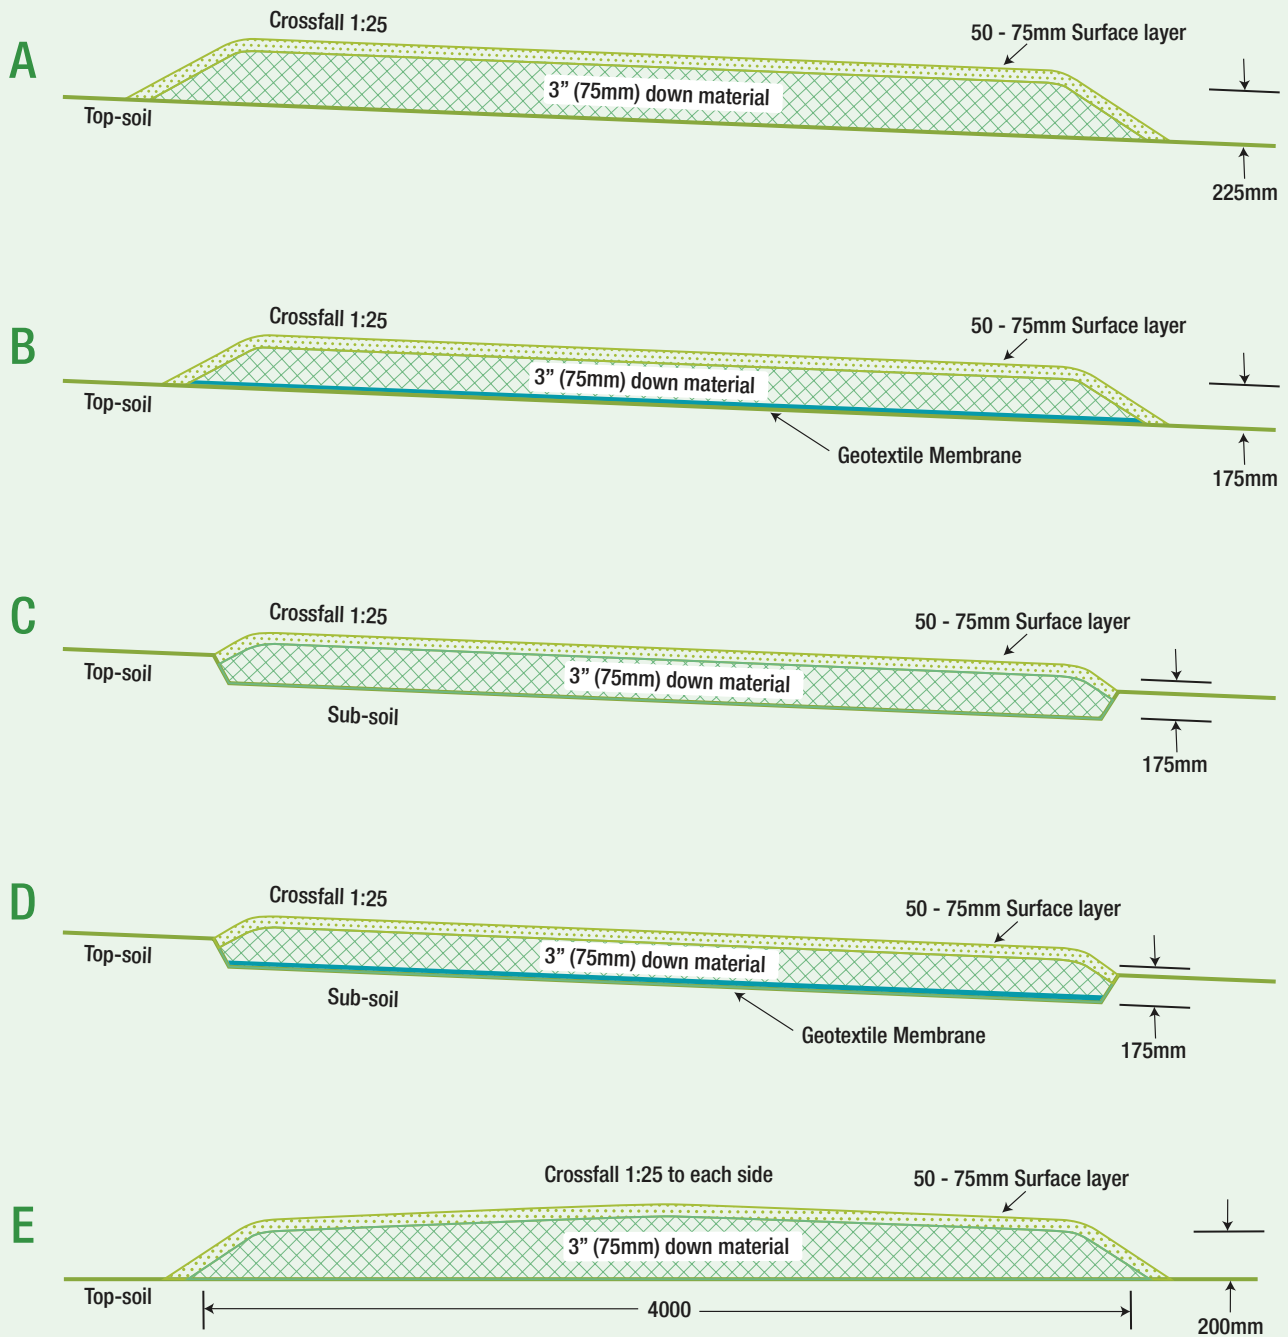 A
Crossfall 1:25
50 - 75mm Surface layer
3” (75mm) down material
Top-soil
225mm
B
Crossfall 1:25
50 - 75mm Surface layer
3” (75mm) down material
Top-soil
Geotextile Membrane
175mm
C
Crossfall 1:25
50 - 75mm Surface layer
Top-soil
3” (75mm) down material
Sub-soil
175mm
D
Crossfall 1:25
50 - 75mm Surface layer
Top-soil
3” (75mm) down material
Sub-soil
Geotextile Membrane
175mm
E
Crossfall 1:25 to each side
50 - 75mm Surface layer
3” (75mm) down material
Top-soil
4000
200mm